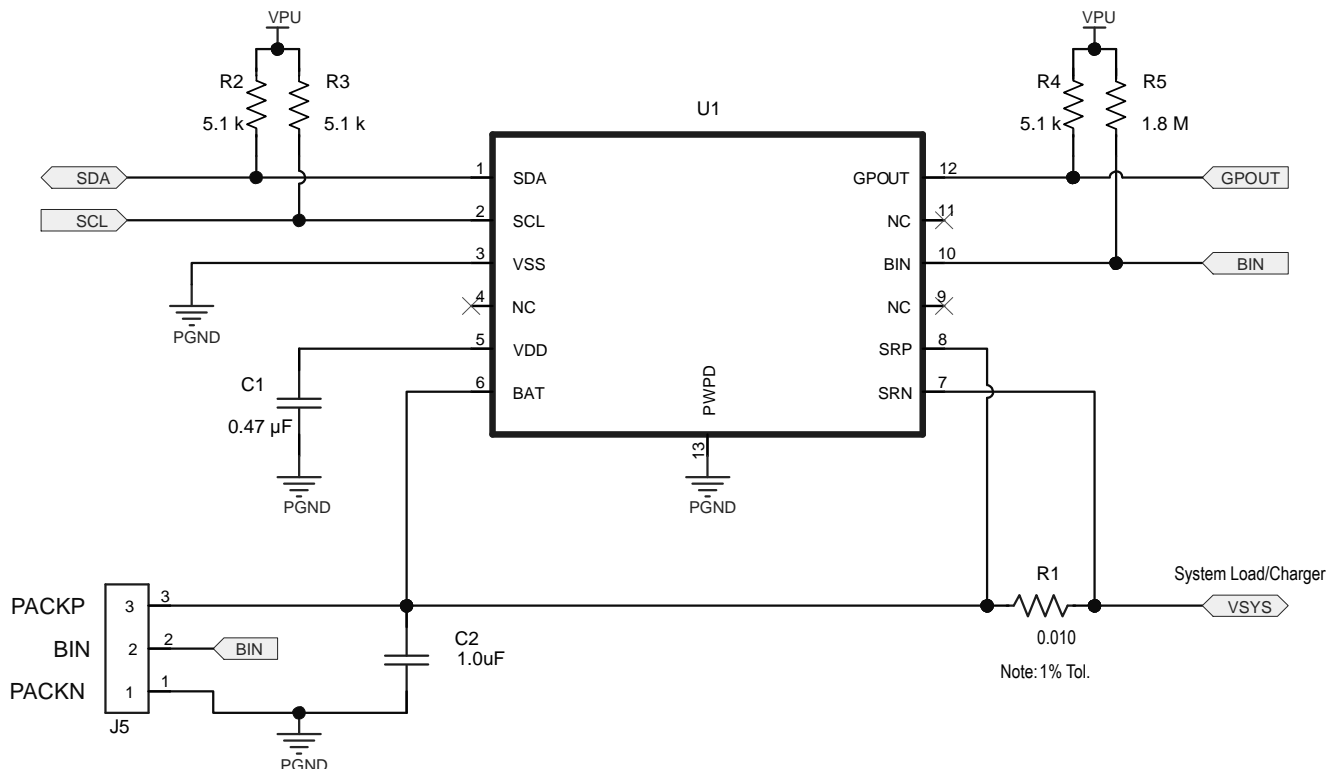 VPU
VPU
R2
R3
R4
R5
5.1 k
5.1 k
5.1 k
1.8 M
U1
SDA
1
SDA
GPOUT
12
GPOUT
SCL
2
SCL
NC
11
3
VSS
BIN
10
BIN
PGND
4
NC
NC
9
5
VDD
SRP
8
C1
0.47 µF
6
BAT
SRN
7
PWPD
13
PGND
PGND
PACKP
3
3
R1
0.010
Note: 1% Tol.
System Load/Charger
VSYS
BIN
2
2
BIN
C2
1.0uF
PACKN
1
1
J5
PGND